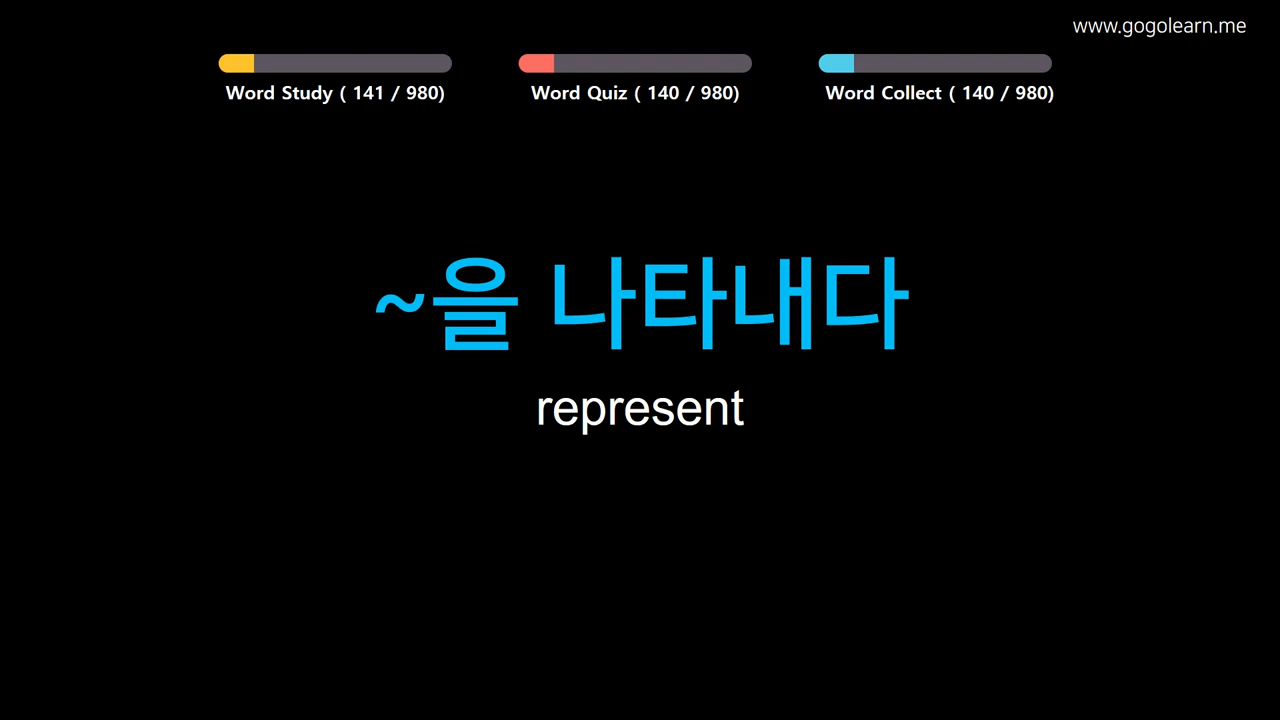 www.gogolearn.me
Word Study ( 141 / 980)
Word Quiz ( 140 / 980)
Word Collect ( 140 / 980)
~을 나타내다
represent